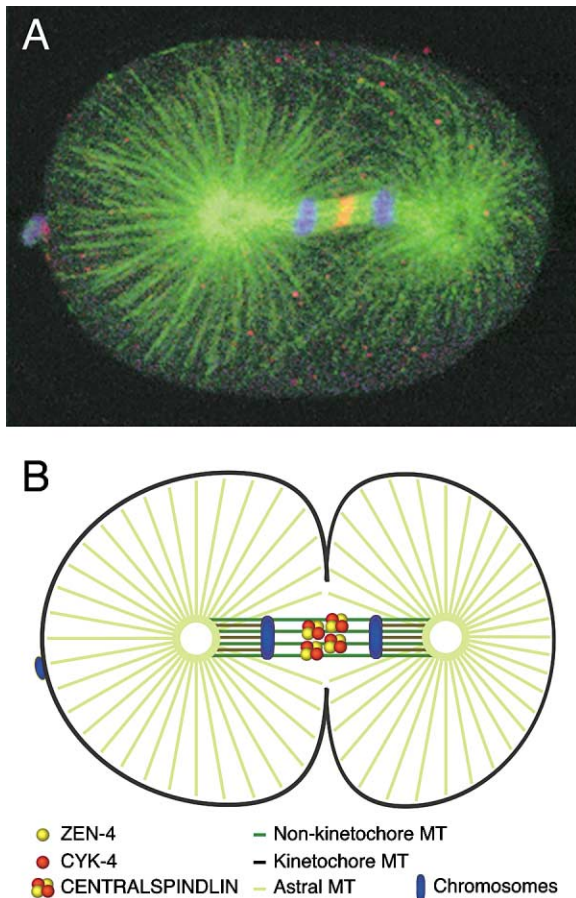 A
B
ZEN-4
CYK-4
CENTRALSPINDLIN
Non-kinetochore MT
Kinetochore MT
Astral MT
Chromosomes